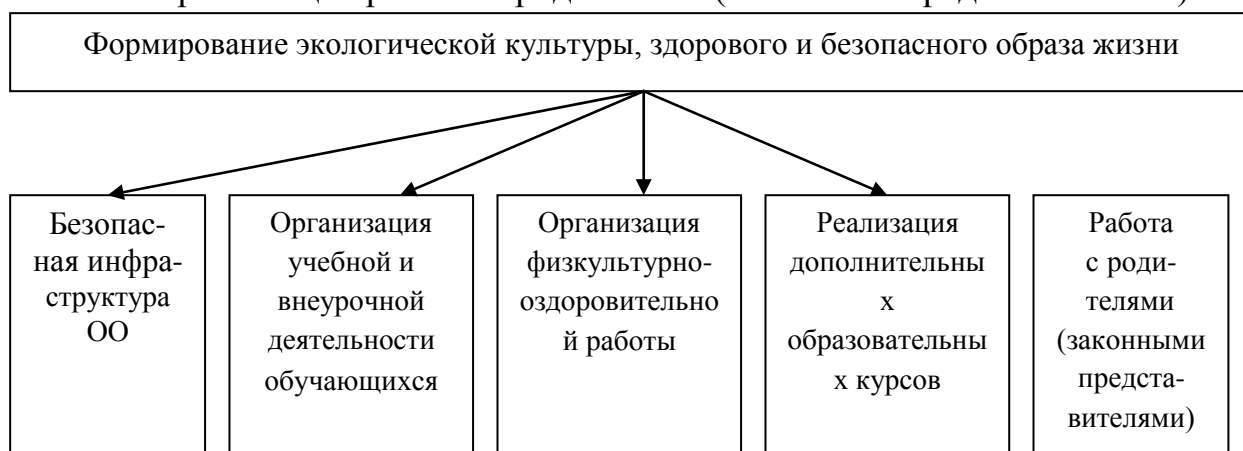 Формирование экологической культуры, здорового и безопасного образа жизни
Безопас-
ная инфра-
структура
ОО
Организация
учебной и
внеурочной
деятельности
обучающихся
Организация
физкультурно-
оздоровительно
й работы
Реализация
дополнительны
х
образовательны
х курсов
Работа
с роди-
телями
(законными
предста-
вителями)